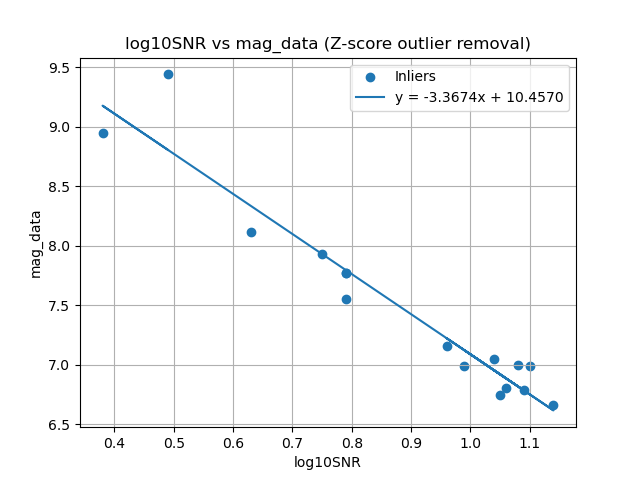 log10SNR vs mag_data (Z-score outlier removal)
Inliers
y = -3.3674x + 10.4570
mag_data
9.5
9.0
8.5
8.0
7.5
7.0
6.5
0.4 0.5 0.6 0.7 0.8 0.9 1.0 1.1
log10SNR